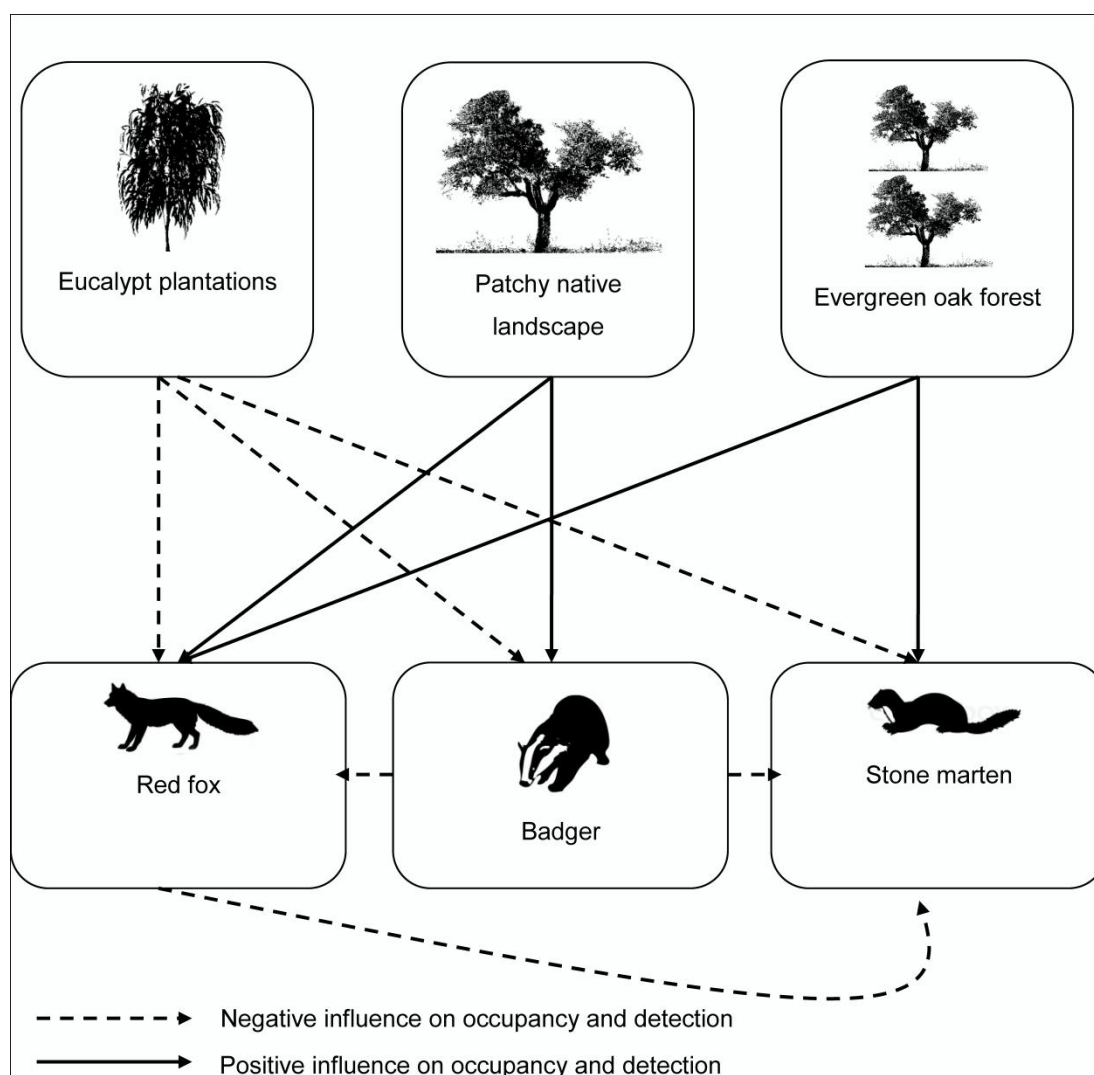 Eucalypt plantations
Patchy native
landscape
Evergreen oak forest
Red fox
Badger
Stone marten
Negative influence on occupancy and detection
Positive influence on occupancy and detection